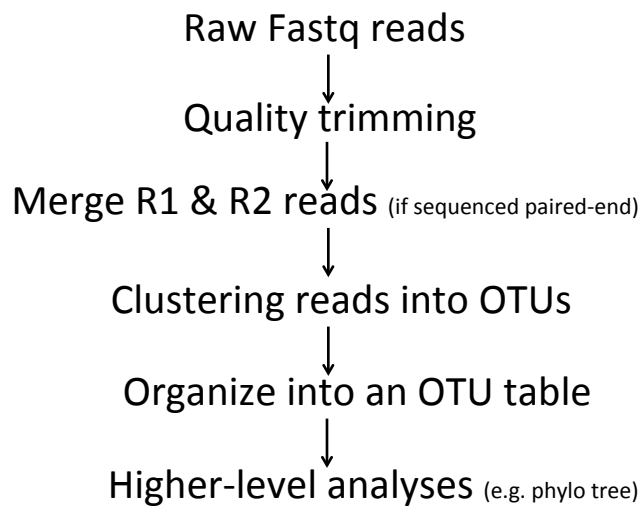 Raw Fastq reads
Quality trimming
Merge R1 & R2 reads (if sequenced paired-end)
Clustering reads into OTUs
Organize into an OTU table
Higher-level analyses (e.g. phylo tree)